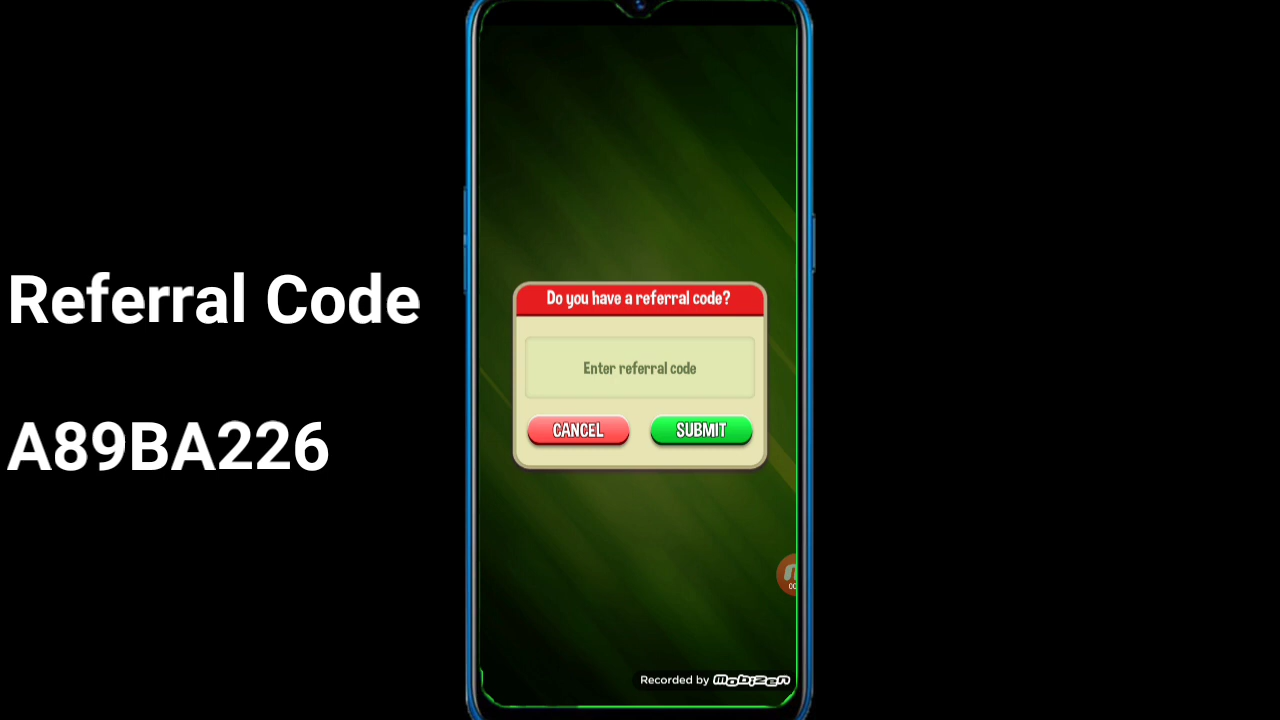 Referral Code
A89BA226
Do you have a referral code?
Enter referral code
CANCEL
SUBMIT
Recorded by Mobizen